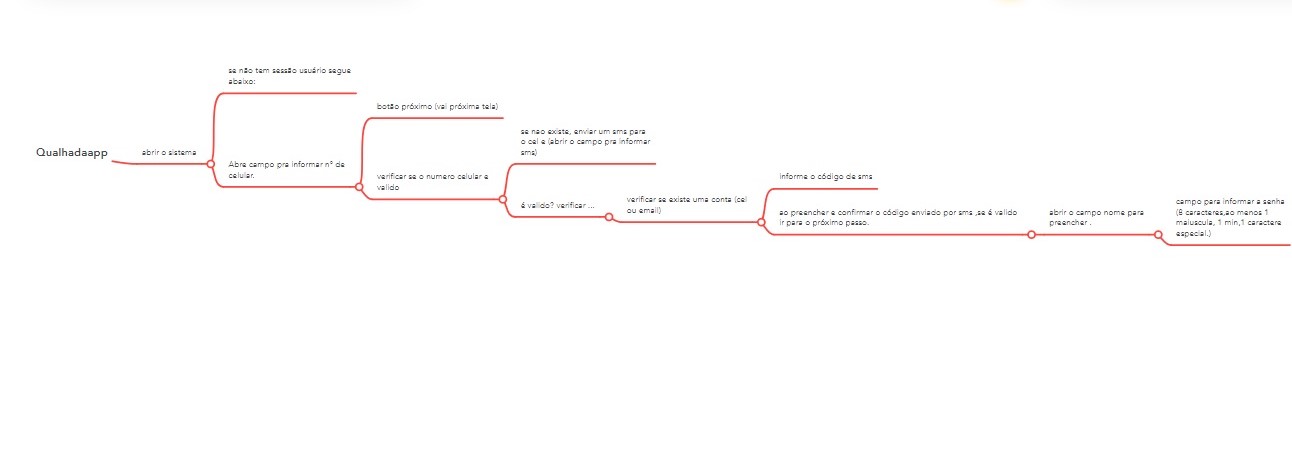 Qualhadaapp
abrir o sistema
se não tem sessão usuário segue
abaixo:
Abre campo pra informar nº de
celular.
botão próximo (vai próxima tela)
verificar se o numero celular e
valido
se nao existe, enviar um sms para
o cel e (abrir o campo pra informar
sms)
é valido? verificar ...
verificar se existe uma conta (cel
ou email)
informe o código de sms
ao preencher e confirmar o código enviado por sms ,se é valido
ir para o próximo passo.
abrir o campo nome para
preencher .
campo para informar a senha
(8 caracteres,ao menos 1
maiuscula, 1 min,1 caractere
especial.)